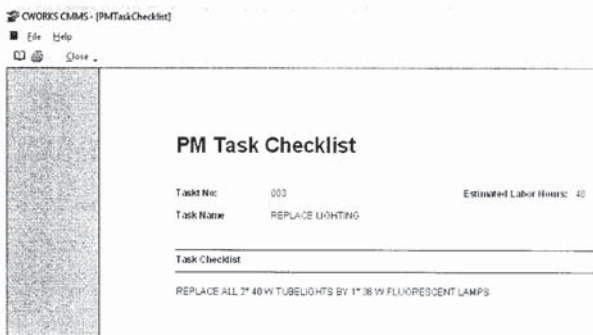 CWORKS CMMS - [PMTaskChecklist]
File Help
Close
PM Task Checklist
Taskt No: 003 Estimated Labor Hours: 40
Task Name REPLACE LIGHTING
Task Checklist
REPLACE ALL 2* 40 W TUBELIGHTS BY 1* 36 W FLUORESCENT LAMPS